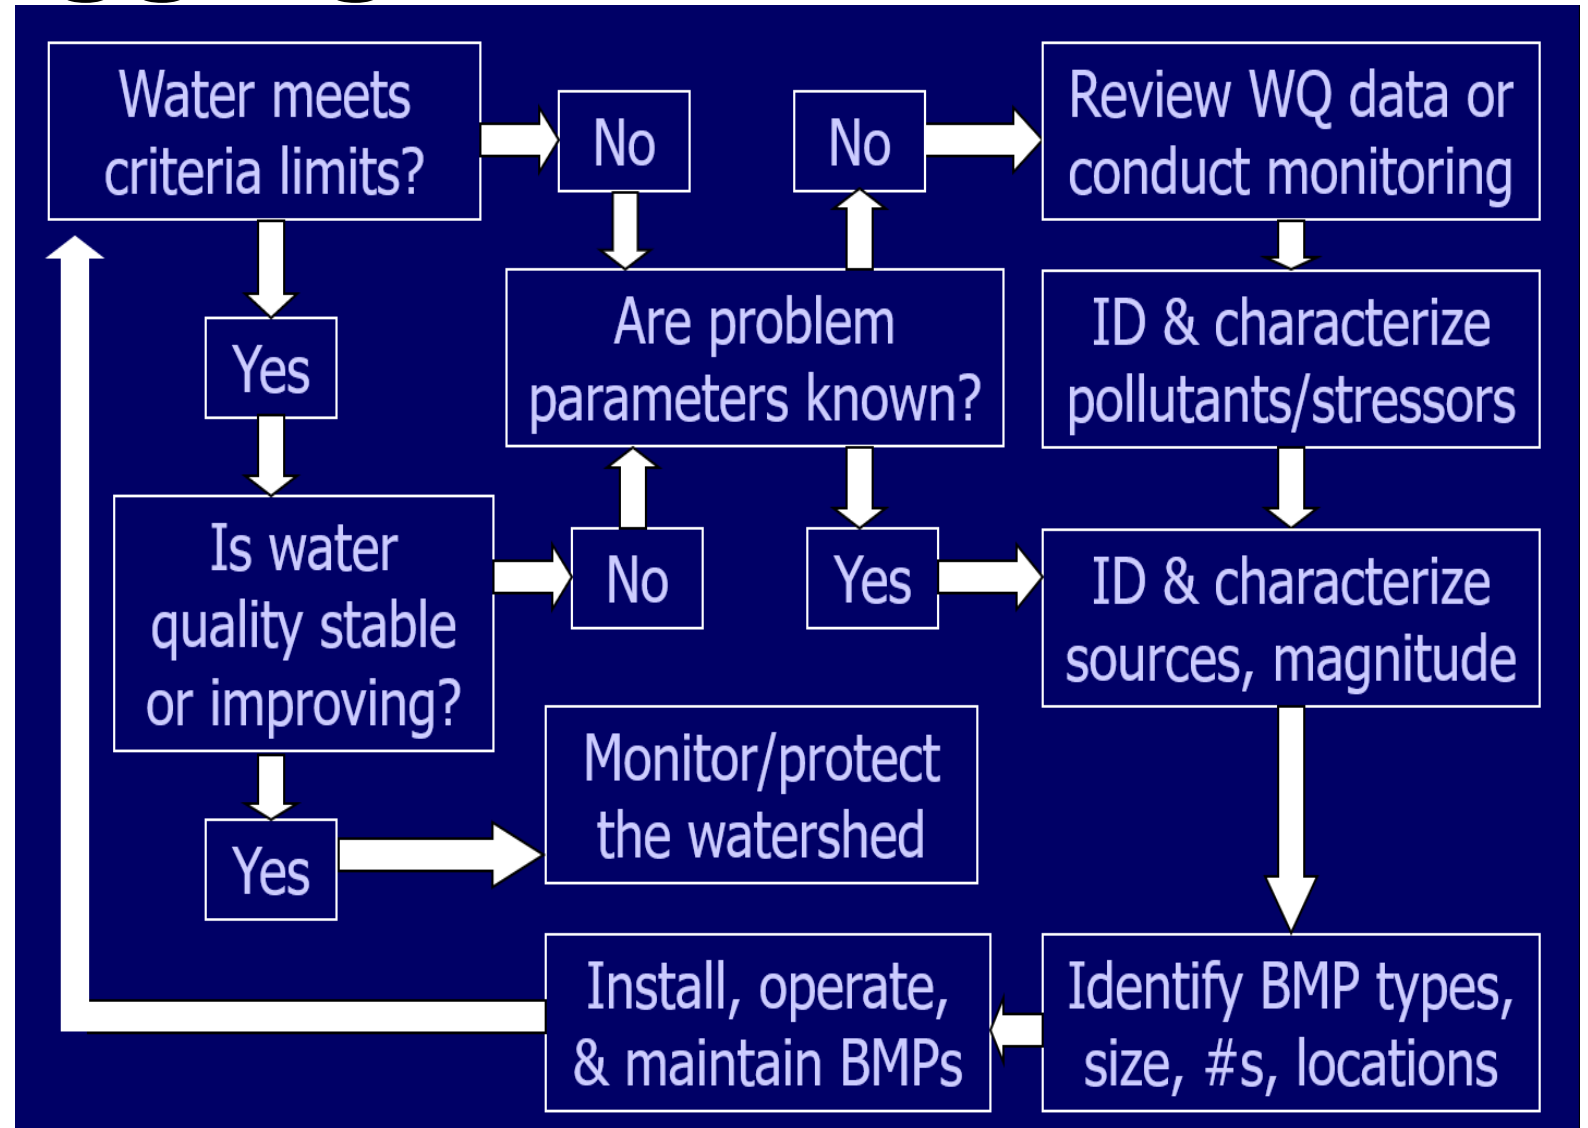 Water meets
criteria limits?
No
No
Review WQ data or
conduct monitoring
Are problem
parameters known?
ID & characterize
pollutants/stressors
Yes
Is water
quality stable
or improving?
No
Yes
ID & characterize
sources, magnitude
Monitor/protect
the watershed
Yes
Install, operate,
& maintain BMPs
Identify BMP types,
size, #s, locations